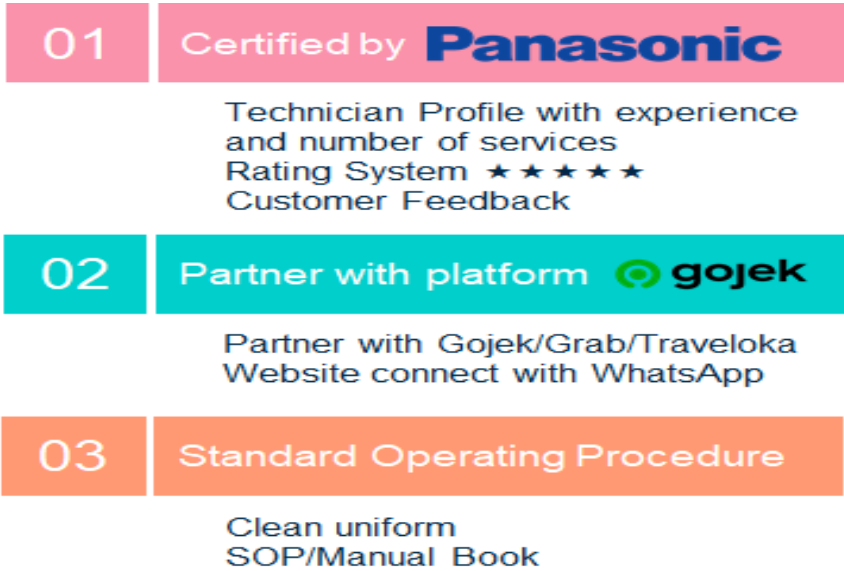 01 Certified by Panasonic
Technician Profile with experience
and number of services
Rating System ★★★★★
Customer Feedback
02 Partner with platform gojek
Partner with Gojek/Grab/Traveloka
Website connect with WhatsApp
03 Standard Operating Procedure
Clean uniform
SOP/Manual Book